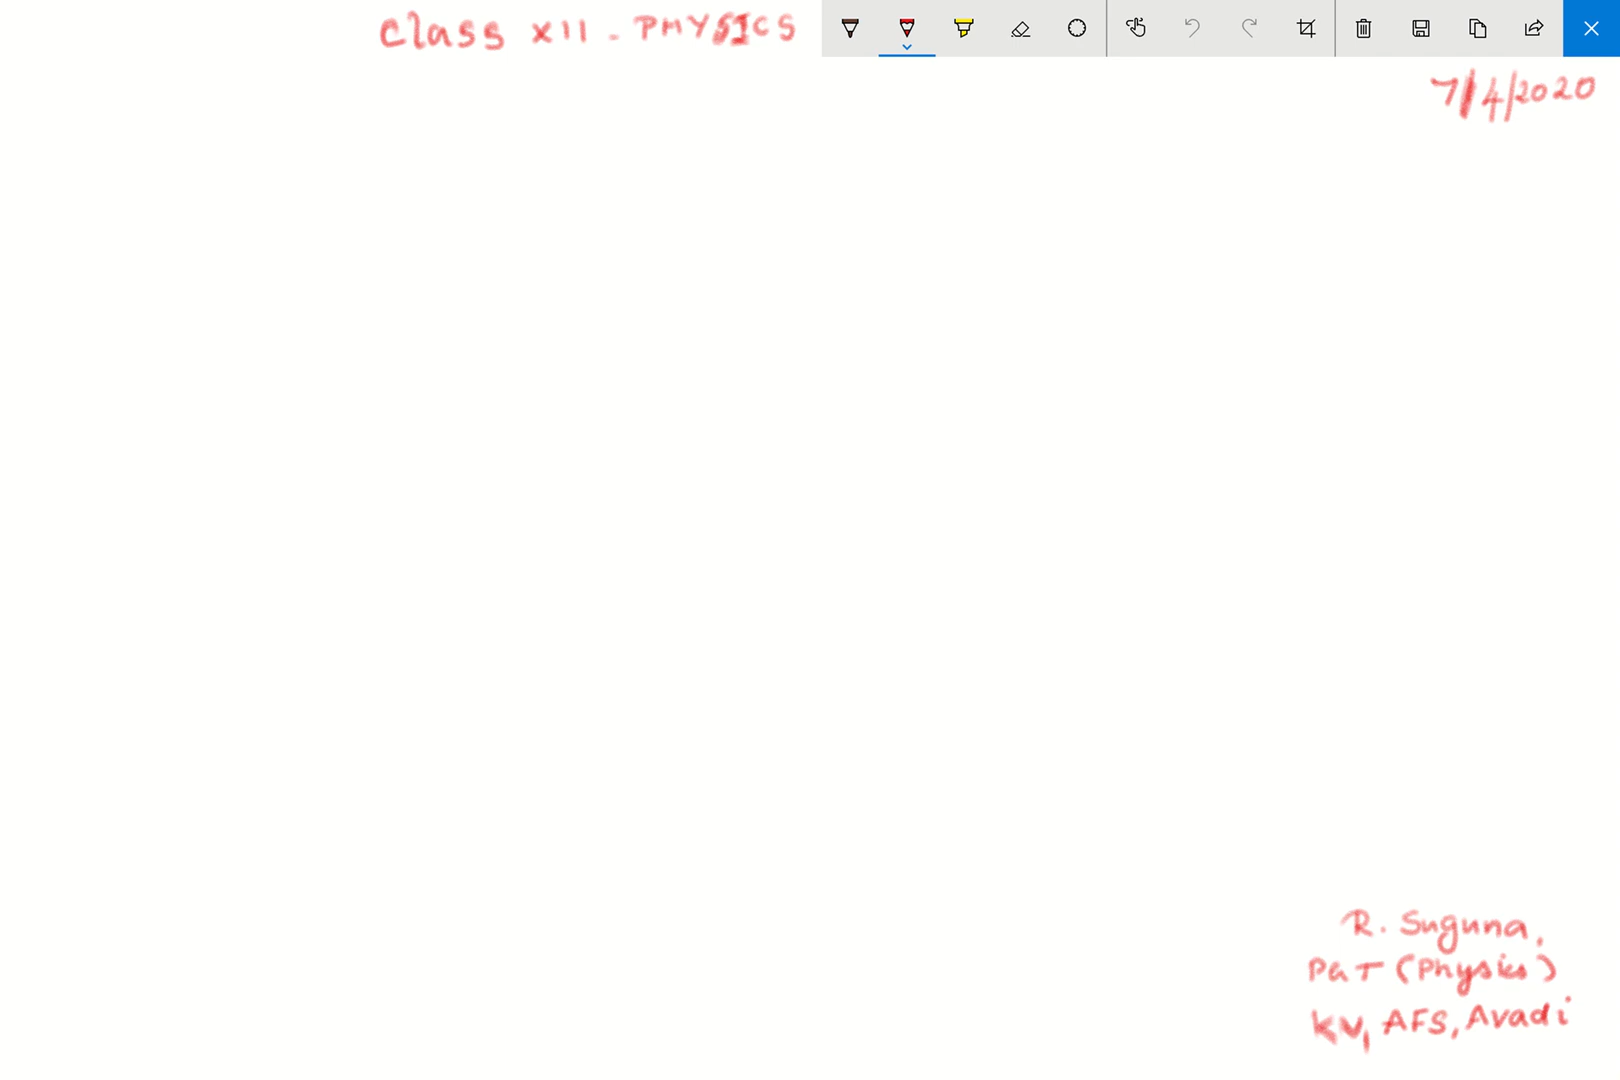 Class XII - PHYSICS
7/4/2020
R. Suguna,
PGT (Physics)
KV, AFS, Avadi